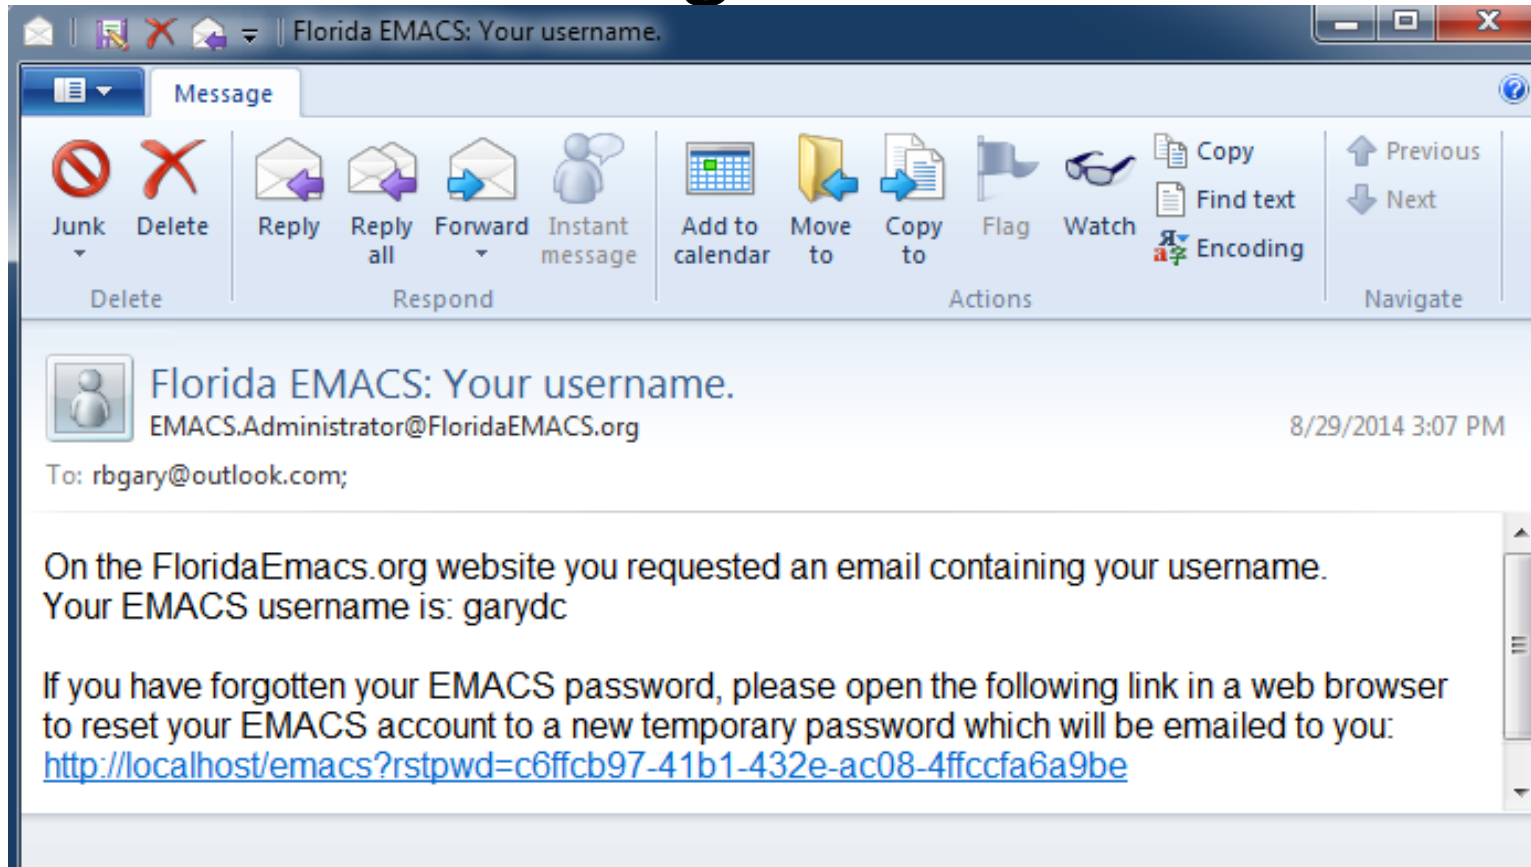 Florida EMACS: Your username.
Message
Junk Delete Reply Reply all Forward Instant message Add to calendar Move to Copy to Flag Watch Copy Find text Encoding Previous Next
Delete Respond Actions Navigate
Florida EMACS: Your username.
EMACS.Administrator@FloridaEMACS.org 8/29/2014 3:07 PM
To: rbgary@outlook.com;
On the FloridaEmacs.org website you requested an email containing your username.
Your EMACS username is: garydc
If you have forgotten your EMACS password, please open the following link in a web browser
to reset your EMACS account to a new temporary password which will be emailed to you:
http://localhost/emacs?rstpwd=c6ffcb97-41b1-432e-ac08-4ffccfa6a9be